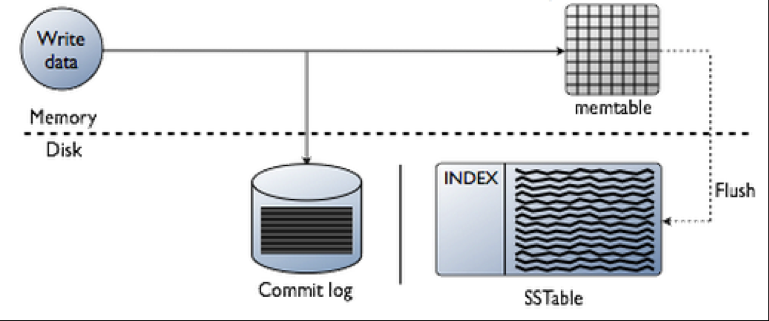 Write
data
memtable
Memory
Disk
INDEX
Flush
Commit log
SSTable